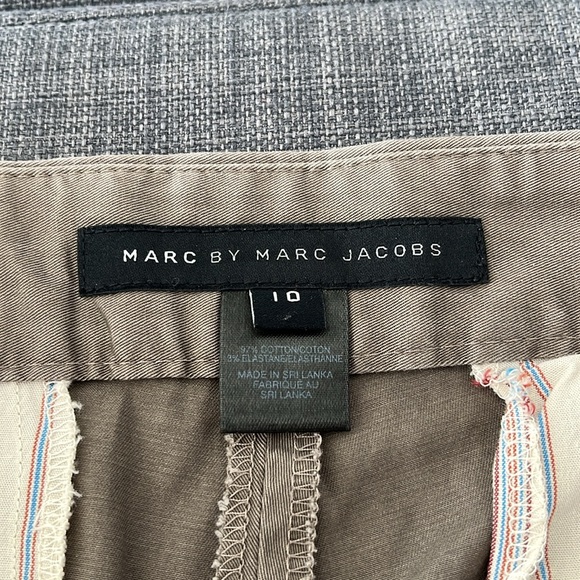 MARC BY MARC JACOBS
10
97% COTTON/COTON
3% ELASTANE/ELASTHANNE
MADE IN SRI LANKA
FABRIQUE AU
SRI LANKA